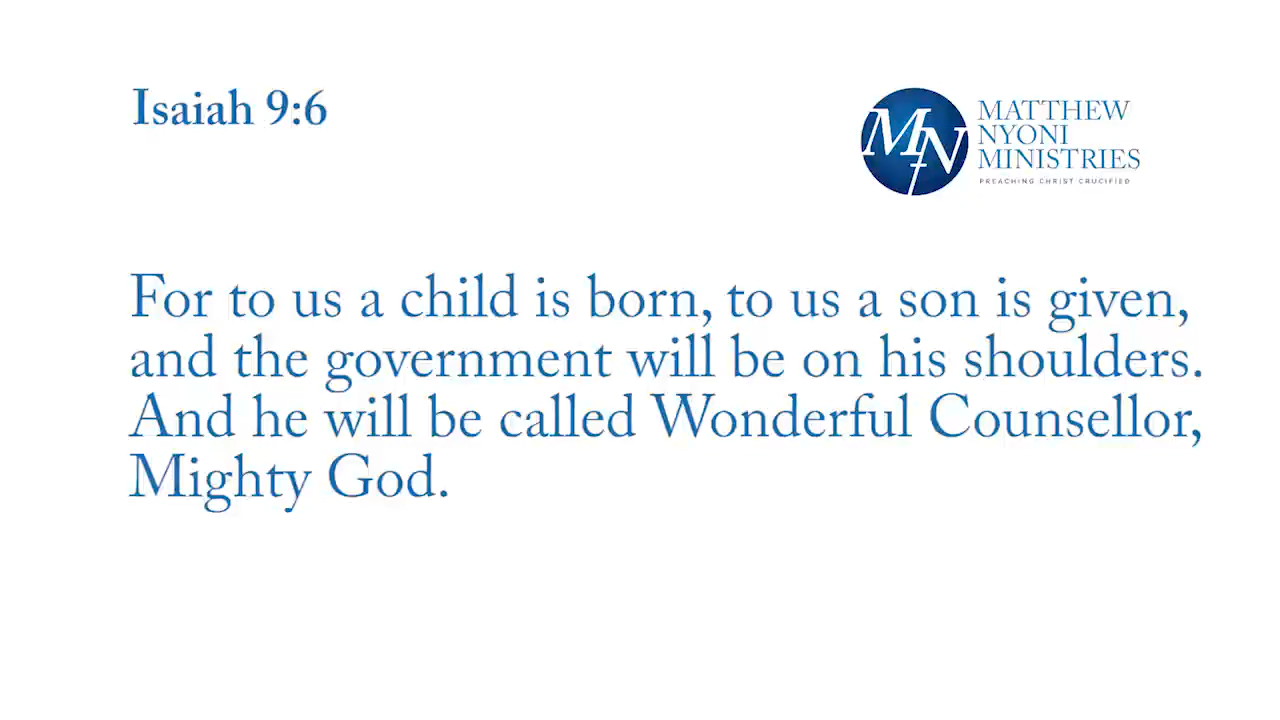 Isaiah 9:6
MN
MATTHEW
NYONI
MINISTRIES
PREACHING CHRIST CRUCIFIED
For to us a child is born, to us a son is given,
and the government will be on his shoulders.
And he will be called Wonderful Counsellor,
Mighty God.